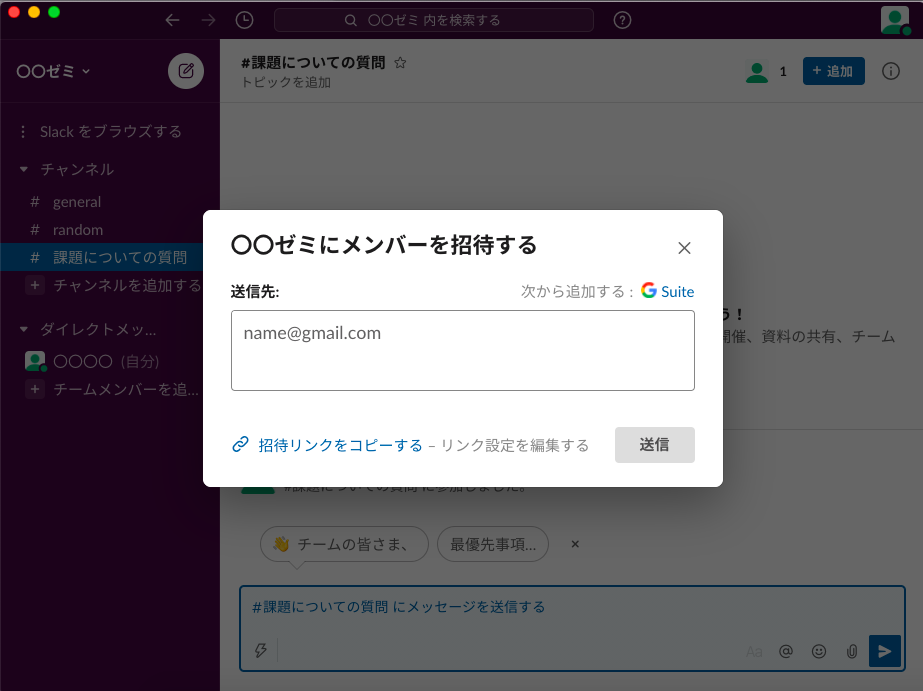 〇〇ゼミ 内を検索する
〇〇ゼミ
Slack をブラウズする
チャンネル
# general
# random
# 課題についての質問
+ チャンネルを追加する
ダイレクトメッ...
〇〇〇〇 (自分)
+ チームメンバーを追...
#課題についての質問
トピックを追加
1
+ 追加
う！
開催、資料の共有、チーム
〇〇ゼミにメンバーを招待する
送信先:
次から追加する : G Suite
name@gmail.com
招待リンクをコピーする – リンク設定を編集する
送信
#課題についての質問 に参加しました。
👋 チームの皆さま、
最優先事項...
×
#課題についての質問 にメッセージを送信する
Aa @